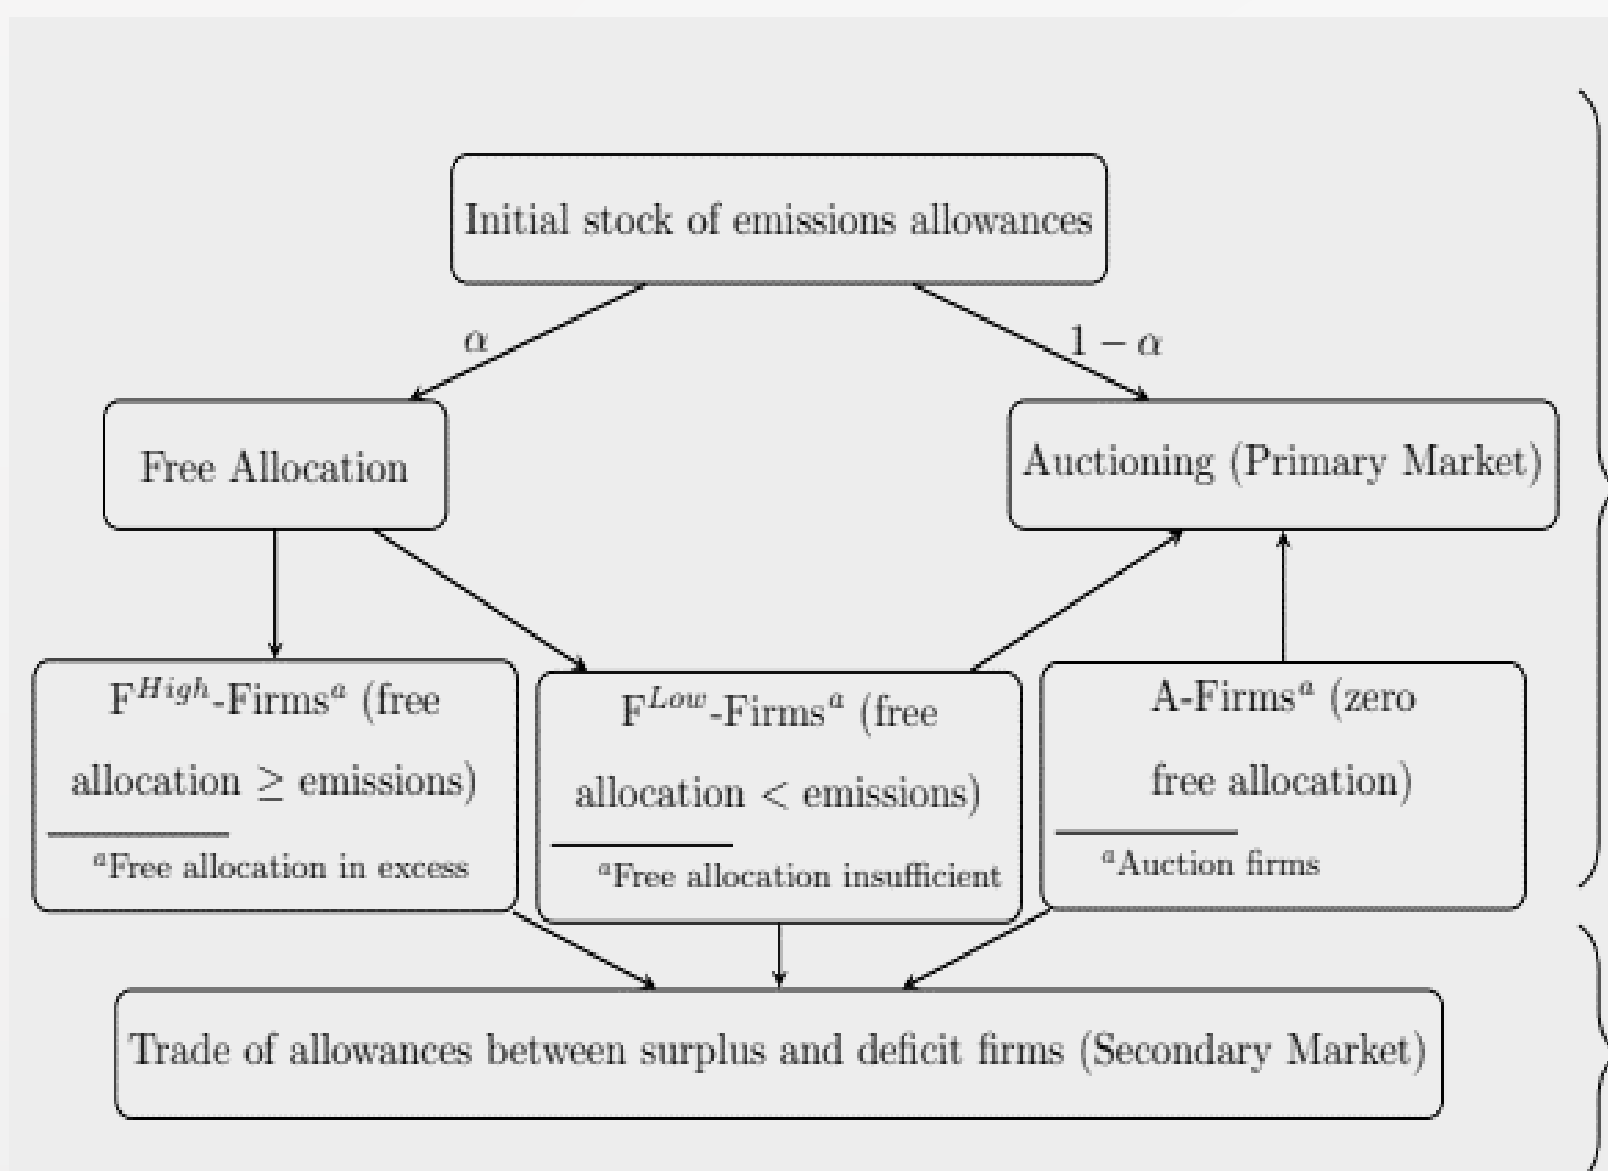 Initial stock of emissions allowances
α
1 − α
Free Allocation
Auctioning (Primary Market)
F^High-Firms^a (free
allocation ≥ emissions)
^aFree allocation in excess
F^Low-Firms^a (free
allocation < emissions)
^aFree allocation insufficient
A-Firms^a (zero
free allocation)
^aAuction firms
Trade of allowances between surplus and deficit firms (Secondary Market)